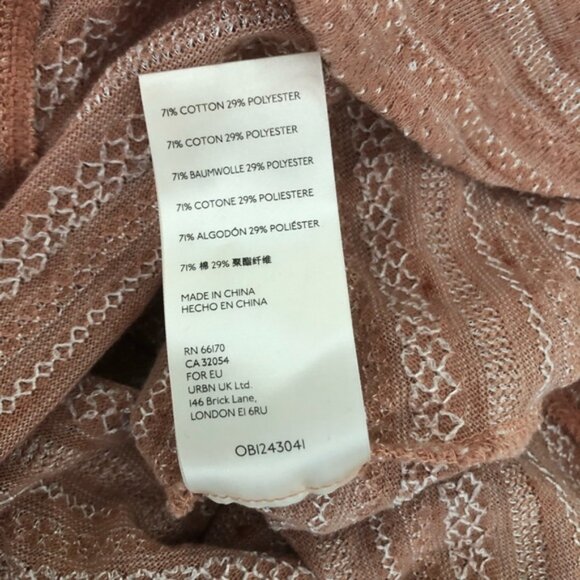 71% COTTON 29% POLYESTER
71% COTON 29% POLYESTER
71% BAUMWOLLE 29% POLYESTER
71% COTONE 29% POLIESTERE
71% ALGODÓN 29% POLIÉSTER
71% 棉 29% 聚酯纤维
MADE IN CHINA
HECHO EN CHINA
RN 66170
CA 32054
FOR EU
URBN UK Ltd.
146 Brick Lane,
LONDON E1 6RU
OB1243041